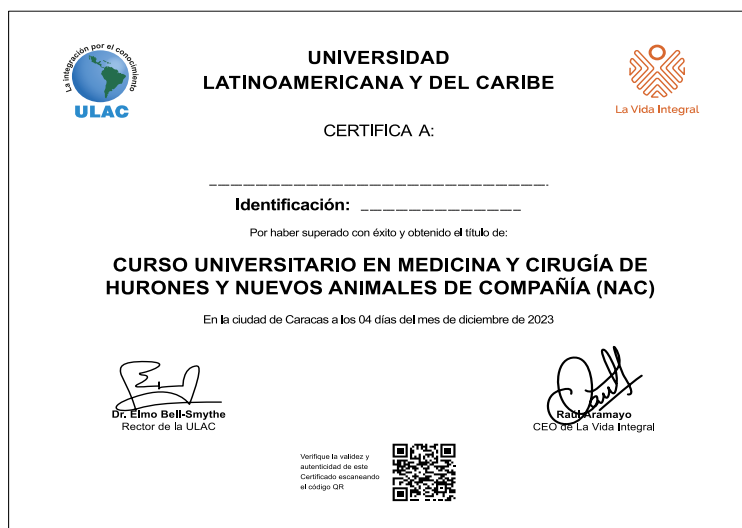 La integración por el conocimiento
ULAC
UNIVERSIDAD
LATINOAMERICANA Y DEL CARIBE
La Vida Integral
CERTIFICA A:
Identificación:
Por haber superado con éxito y obtenido el título de:
CURSO UNIVERSITARIO EN MEDICINA Y CIRUGÍA DE
HURONES Y NUEVOS ANIMALES DE COMPAÑÍA (NAC)
En la ciudad de Caracas a los 04 días del mes de diciembre de 2023
Dr. Elmo Bell-Smythe
Rector de la ULAC
Raúl Aramayo
CEO de La Vida Integral
Verifique la validez y
autenticidad de este
Certificado escaneando
el código QR